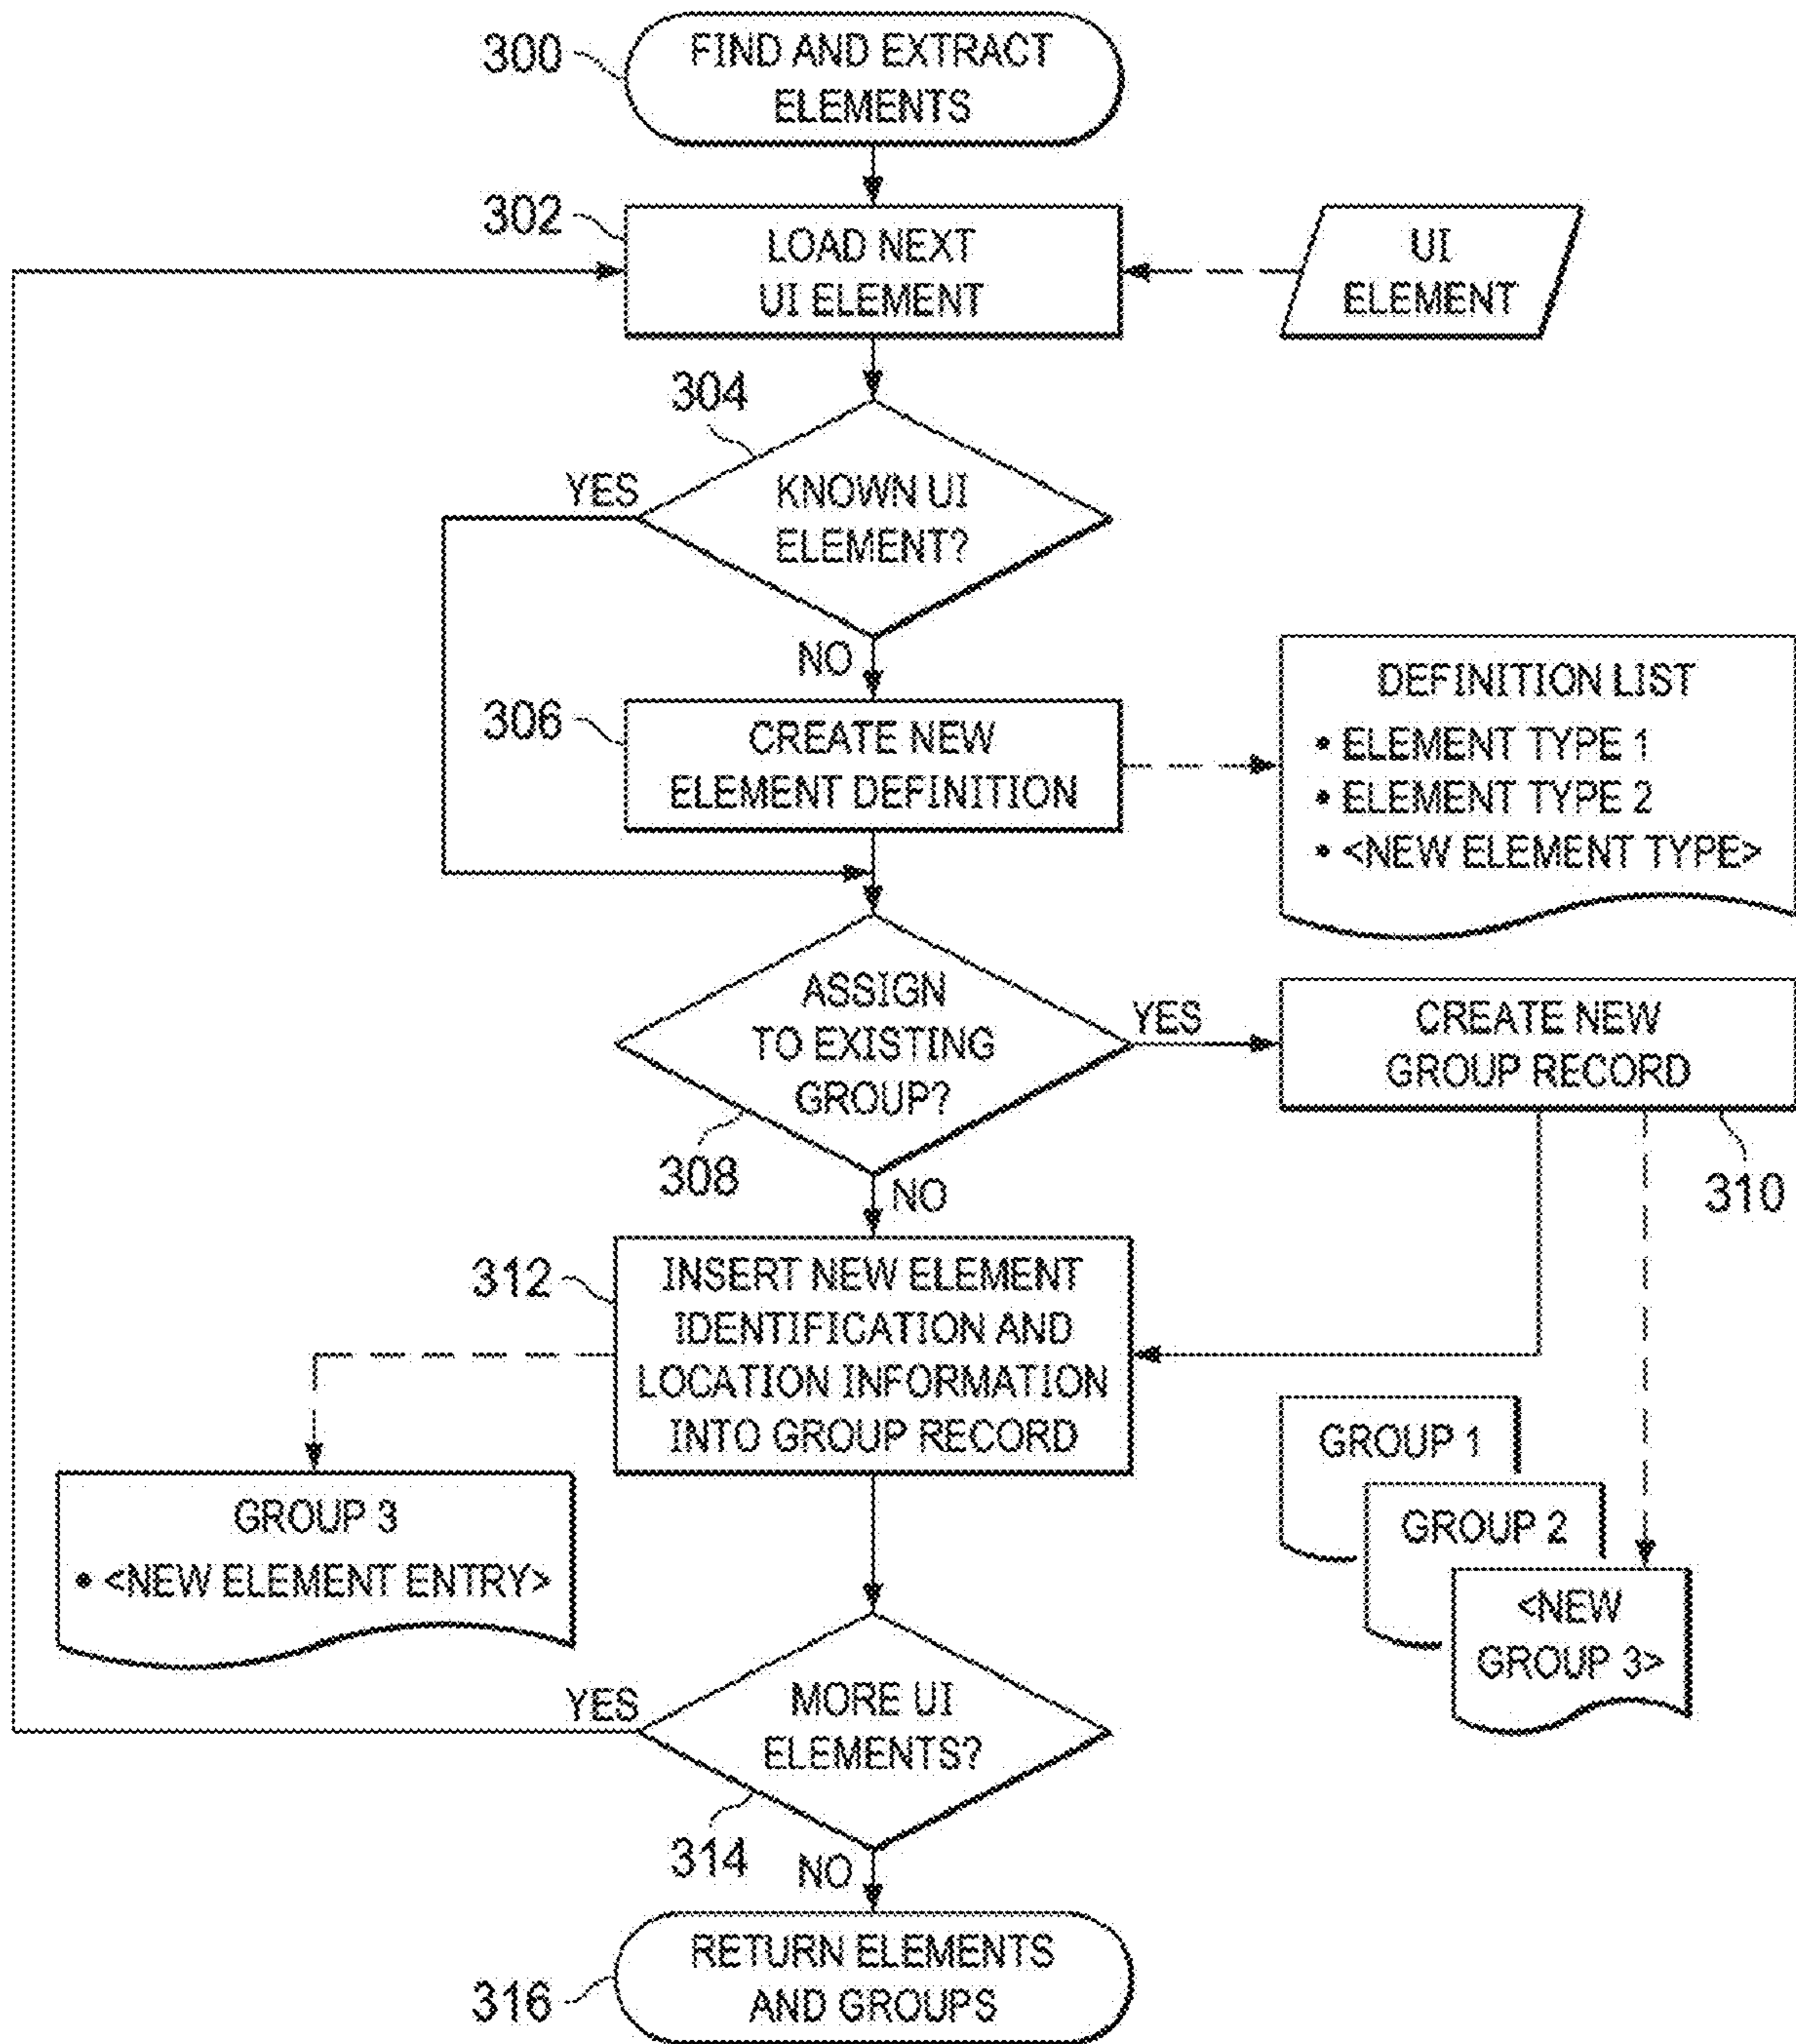 300
FIND AND EXTRACT
ELEMENTS
302
LOAD NEXT
UI ELEMENT
UI
ELEMENT
304
YES
KNOWN UI
ELEMENT?
NO
306
CREATE NEW
ELEMENT DEFINITION
DEFINITION LIST
• ELEMENT TYPE 1
• ELEMENT TYPE 2
• <NEW ELEMENT TYPE>
ASSIGN
TO EXISTING
GROUP?
308
YES
NO
CREATE NEW
GROUP RECORD
310
312
INSERT NEW ELEMENT
IDENTIFICATION AND
LOCATION INFORMATION
INTO GROUP RECORD
GROUP 3
• <NEW ELEMENT ENTRY>
GROUP 1
GROUP 2
<NEW
GROUP 3>
YES
MORE UI
ELEMENTS?
314
NO
316
RETURN ELEMENTS
AND GROUPS